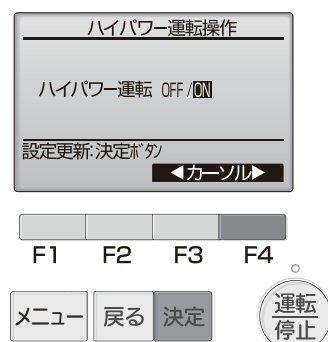 ハイパワー運転操作
ハイパワー運転 OFF/ON
設定更新:決定ボタン
◀カーソル▶
F1 F2 F3 F4
メニュー 戻る 決定
運転
停止